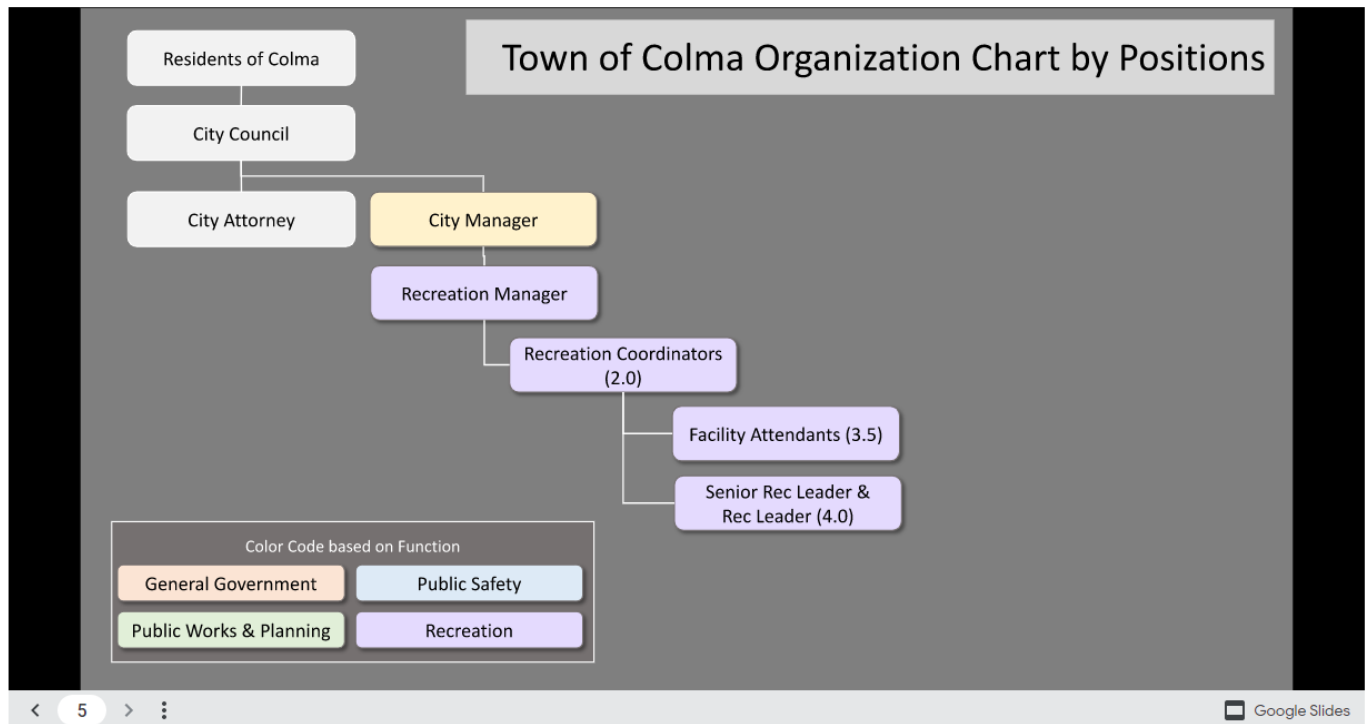 Town of Colma Organization Chart by Positions
Residents of Colma
City Council
City Attorney
City Manager
Recreation Manager
Recreation Coordinators
(2.0)
Facility Attendants (3.5)
Senior Rec Leader &
Rec Leader (4.0)
Color Code based on Function
General Government
Public Safety
Public Works & Planning
Recreation
5
Google Slides